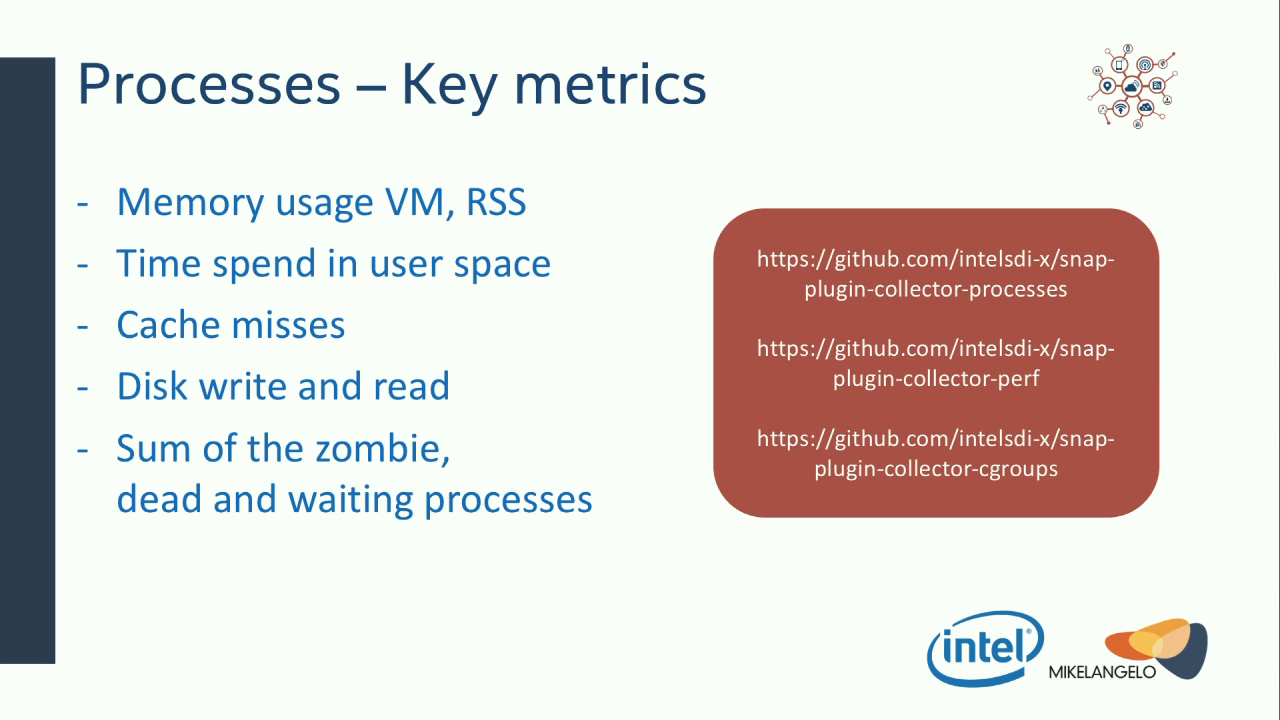 Processes – Key metrics
- Memory usage VM, RSS
- Time spend in user space
- Cache misses
- Disk write and read
- Sum of the zombie,
dead and waiting processes
https://github.com/intelsdi-x/snap-
plugin-collector-processes
https://github.com/intelsdi-x/snap-
plugin-collector-perf
https://github.com/intelsdi-x/snap-
plugin-collector-cgroups
intel®
MIKELANGELO